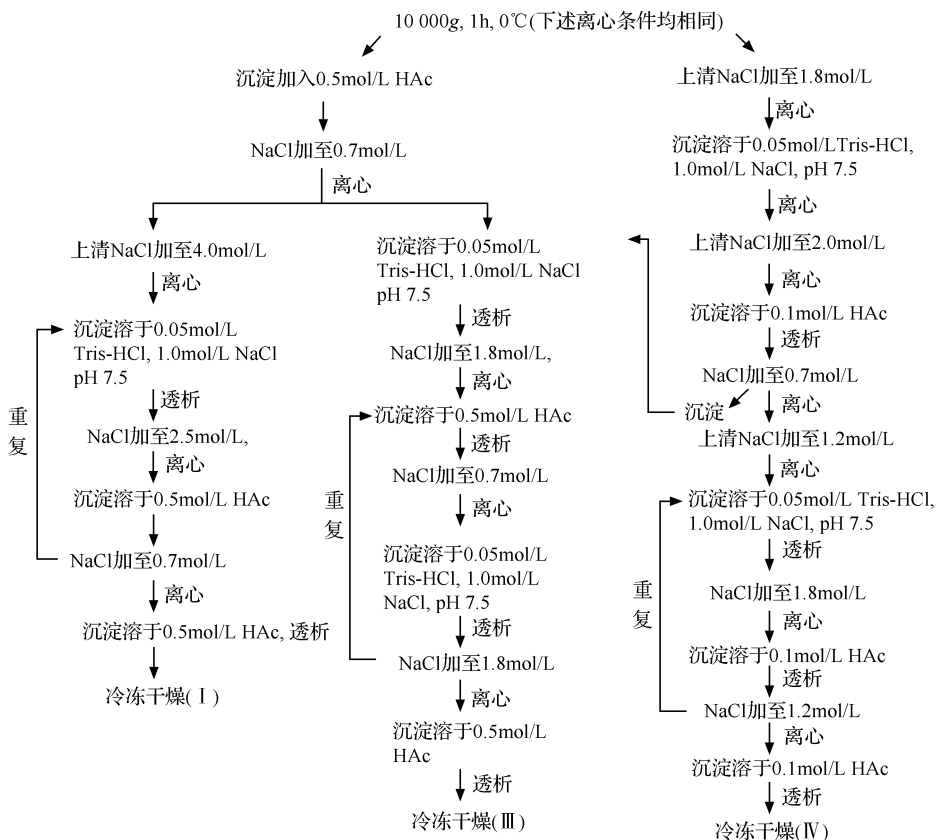 10 000g, 1h, 0℃(下述离心条件均相同)
沉淀加入0.5mol/L HAc
NaCl加至0.7mol/L
离心
上清NaCl加至4.0mol/L
离心
沉淀溶于0.05mol/L
Tris-HCl, 1.0mol/L NaCl
pH 7.5
透析
NaCl加至2.5mol/L,
离心
沉淀溶于0.5mol/L HAc
NaCl加至0.7mol/L
重复
离心
沉淀溶于0.5mol/L HAc, 透析
冷冻干燥(Ⅰ)
沉淀溶于0.05mol/L
Tris-HCl, 1.0mol/L NaCl
pH 7.5
透析
NaCl加至1.8mol/L,
离心
沉淀溶于0.5mol/L HAc
透析
NaCl加至0.7mol/L
离心
重复
沉淀溶于0.05mol/L
Tris-HCl, 1.0mol/L
NaCl, pH 7.5
透析
NaCl加至1.8mol/L
离心
沉淀溶于0.5mol/L
HAc
透析
冷冻干燥(Ⅲ)
上清NaCl加至1.8mol/L
离心
沉淀溶于0.05mol/LTris-HCl,
1.0mol/L NaCl, pH 7.5
离心
上清NaCl加至2.0mol/L
离心
沉淀溶于0.1mol/L HAc
透析
NaCl加至0.7mol/L
沉淀
离心
上清NaCl加至1.2mol/L
离心
沉淀溶于0.05mol/L Tris-HCl,
1.0mol/L NaCl, pH 7.5
透析
重复
NaCl加至1.8mol/L
离心
沉淀溶于0.1mol/L HAc
透析
NaCl加至1.2mol/L
离心
沉淀溶于0.1mol/L HAc
透析
冷冻干燥(Ⅳ)